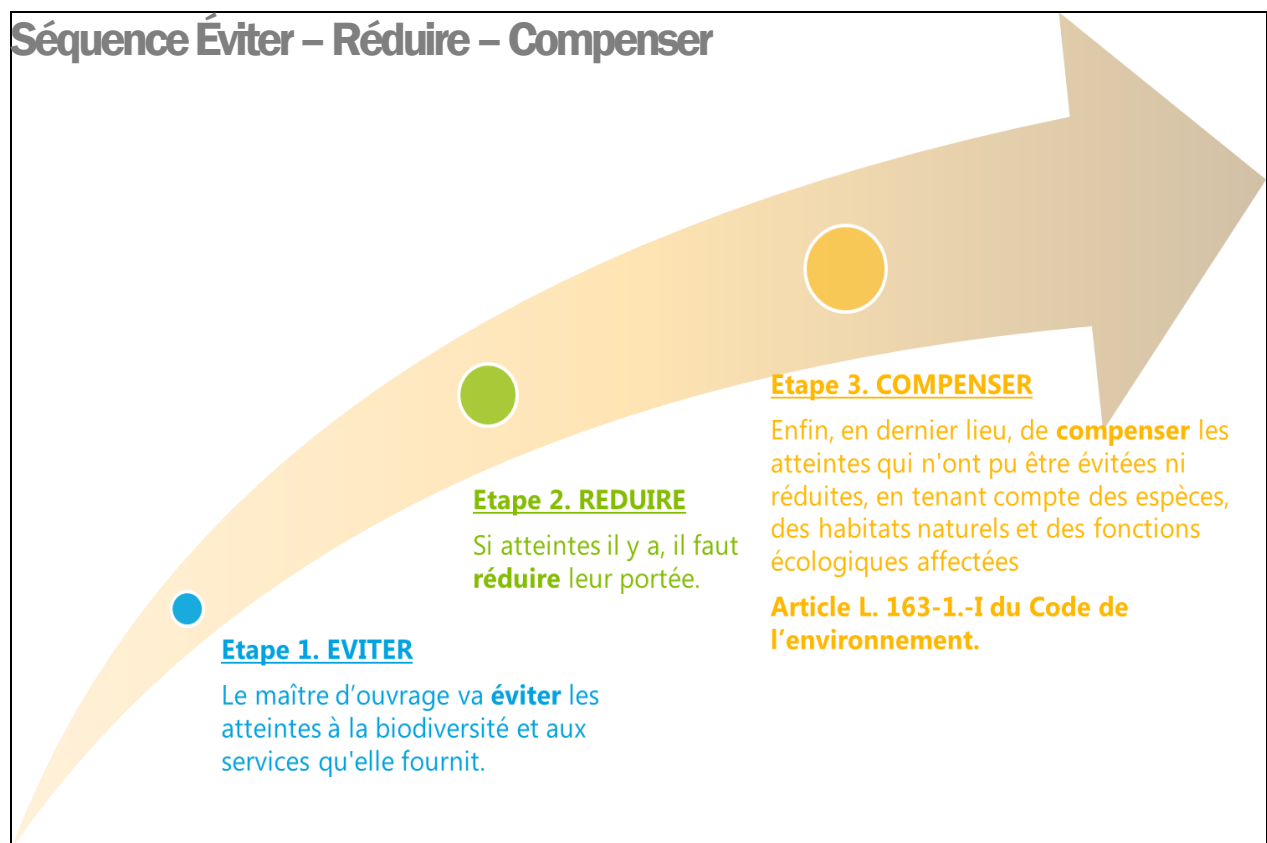 Séquence Éviter – Réduire – Compenser
Etape 3. COMPENSER
Enfin, en dernier lieu, de compenser les
atteintes qui n'ont pu être évitées ni
réduites, en tenant compte des espèces,
des habitats naturels et des fonctions
écologiques affectées
Article L. 163-1.-I du Code de
l’environnement.
Etape 2. REDUIRE
Si atteintes il y a, il faut
réduire leur portée.
Etape 1. EVITER
Le maître d’ouvrage va éviter les
atteintes à la biodiversité et aux
services qu'elle fournit.